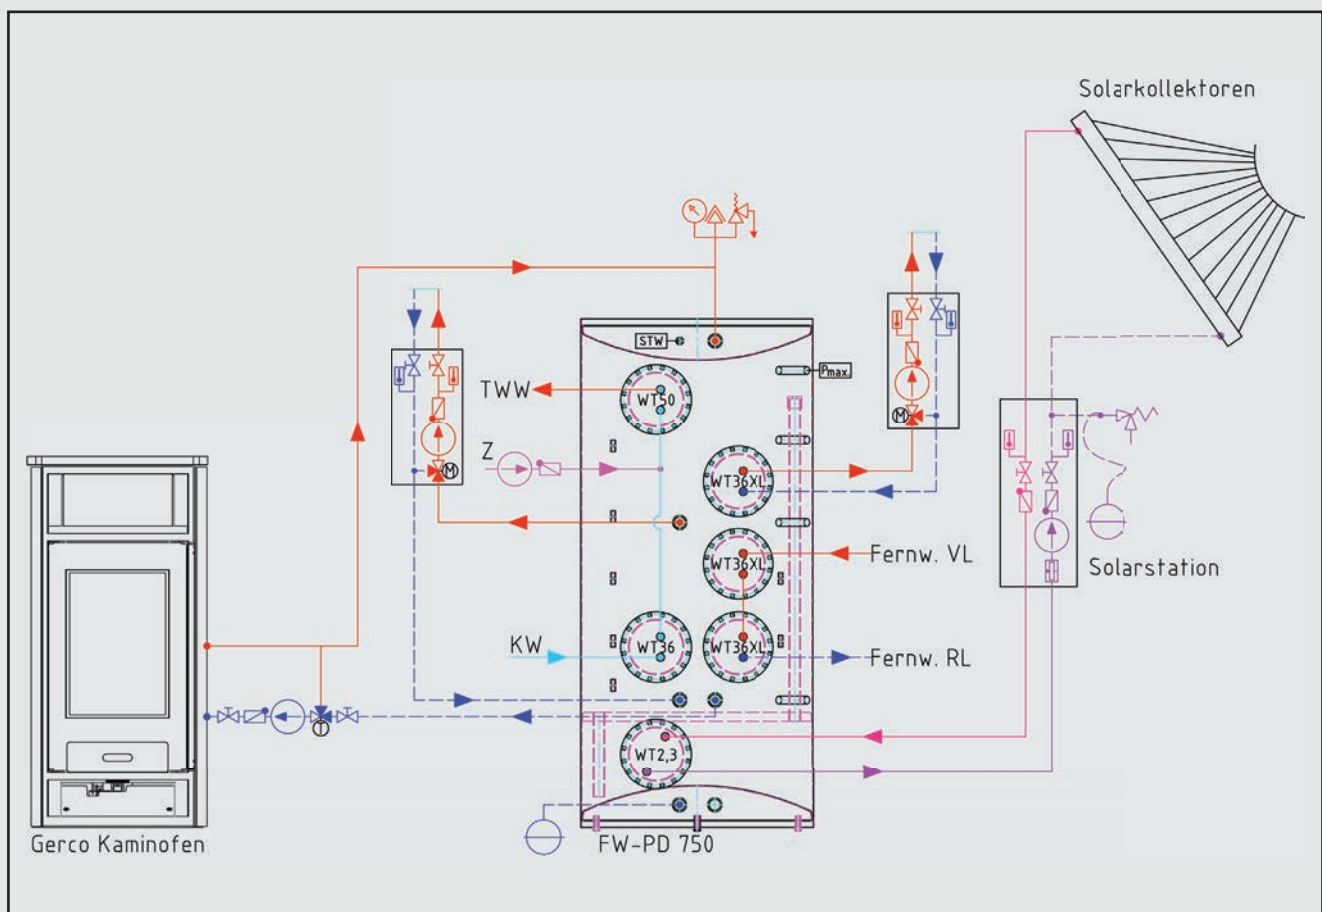 Solarkollektoren
STW
Pmax.
TWW
WT50
M
M
Z
WT36XL
Fernw. VL
WT36XL
Solarstation
KW
WT36
WT36XL
Fernw. RL
T
WT2,3
Gerco Kaminofen
FW-PD 750